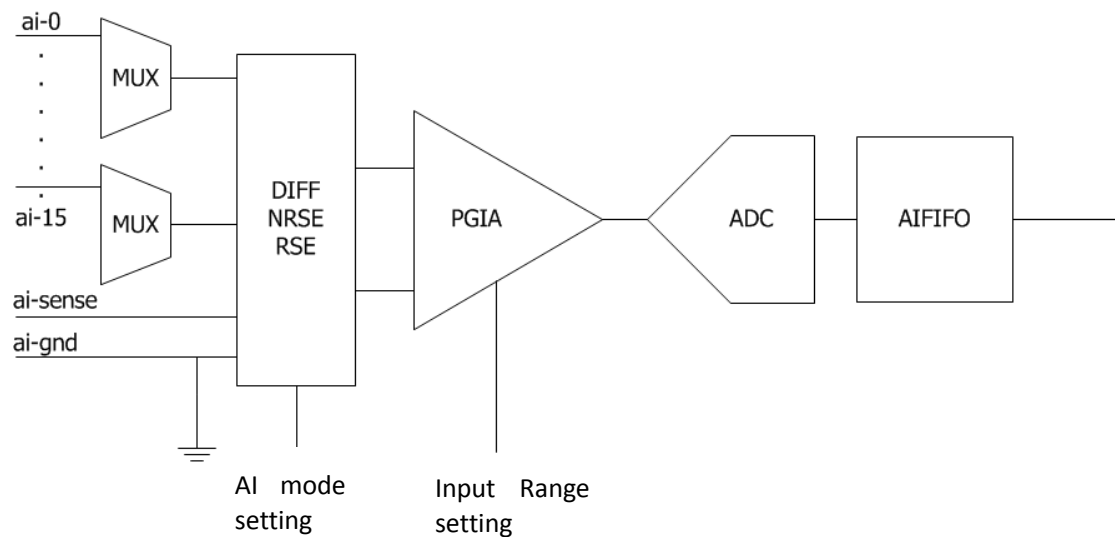 ai-0
MUX
ai-15
MUX
ai-sense
ai-gnd
DIFF
NRSE
RSE
PGIA
ADC
AIFIFO
AI mode
setting
Input Range
setting